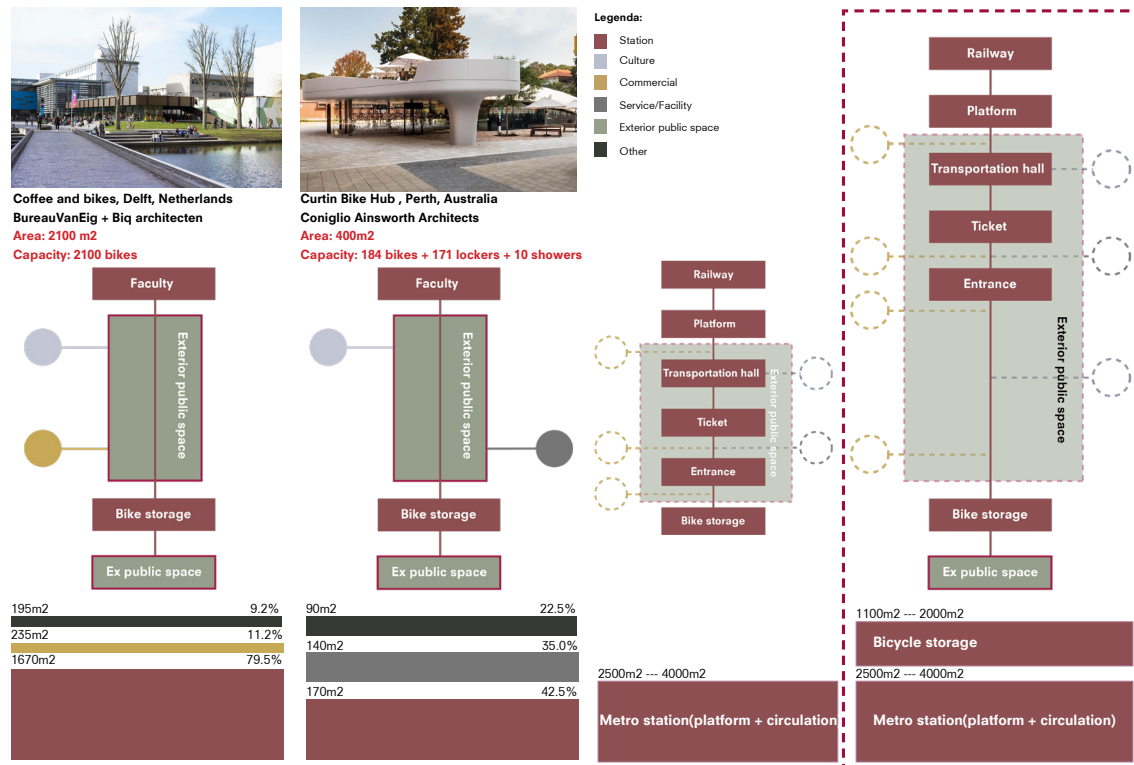 Coffee and bikes, Delft, Netherlands
BureauVanEig + Biq architecten
Area: 2100 m2
Capacity: 2100 bikes
Faculty
Exterior public space
Bike storage
Ex public space
195m2 9.2%
235m2 11.2%
1670m2 79.5%
Curtin Bike Hub , Perth, Australia
Coniglio Ainsworth Architects
Area: 400m2
Capacity: 184 bikes + 171 lockers + 10 showers
Faculty
Exterior public space
Bike storage
Ex public space
90m2 22.5%
140m2 35.0%
170m2 42.5%
Legenda:
Station
Culture
Commercial
Service/Facility
Exterior public space
Other
Railway
Platform
Transportation hall
Ticket
Entrance
Exterior public space
Bike storage
2500m2 --- 4000m2
Metro station(platform + circulation
Railway
Platform
Transportation hall
Ticket
Entrance
Exterior public space
Bike storage
Ex public space
1100m2 --- 2000m2
Bicycle storage
2500m2 --- 4000m2
Metro station(platform + circulation)